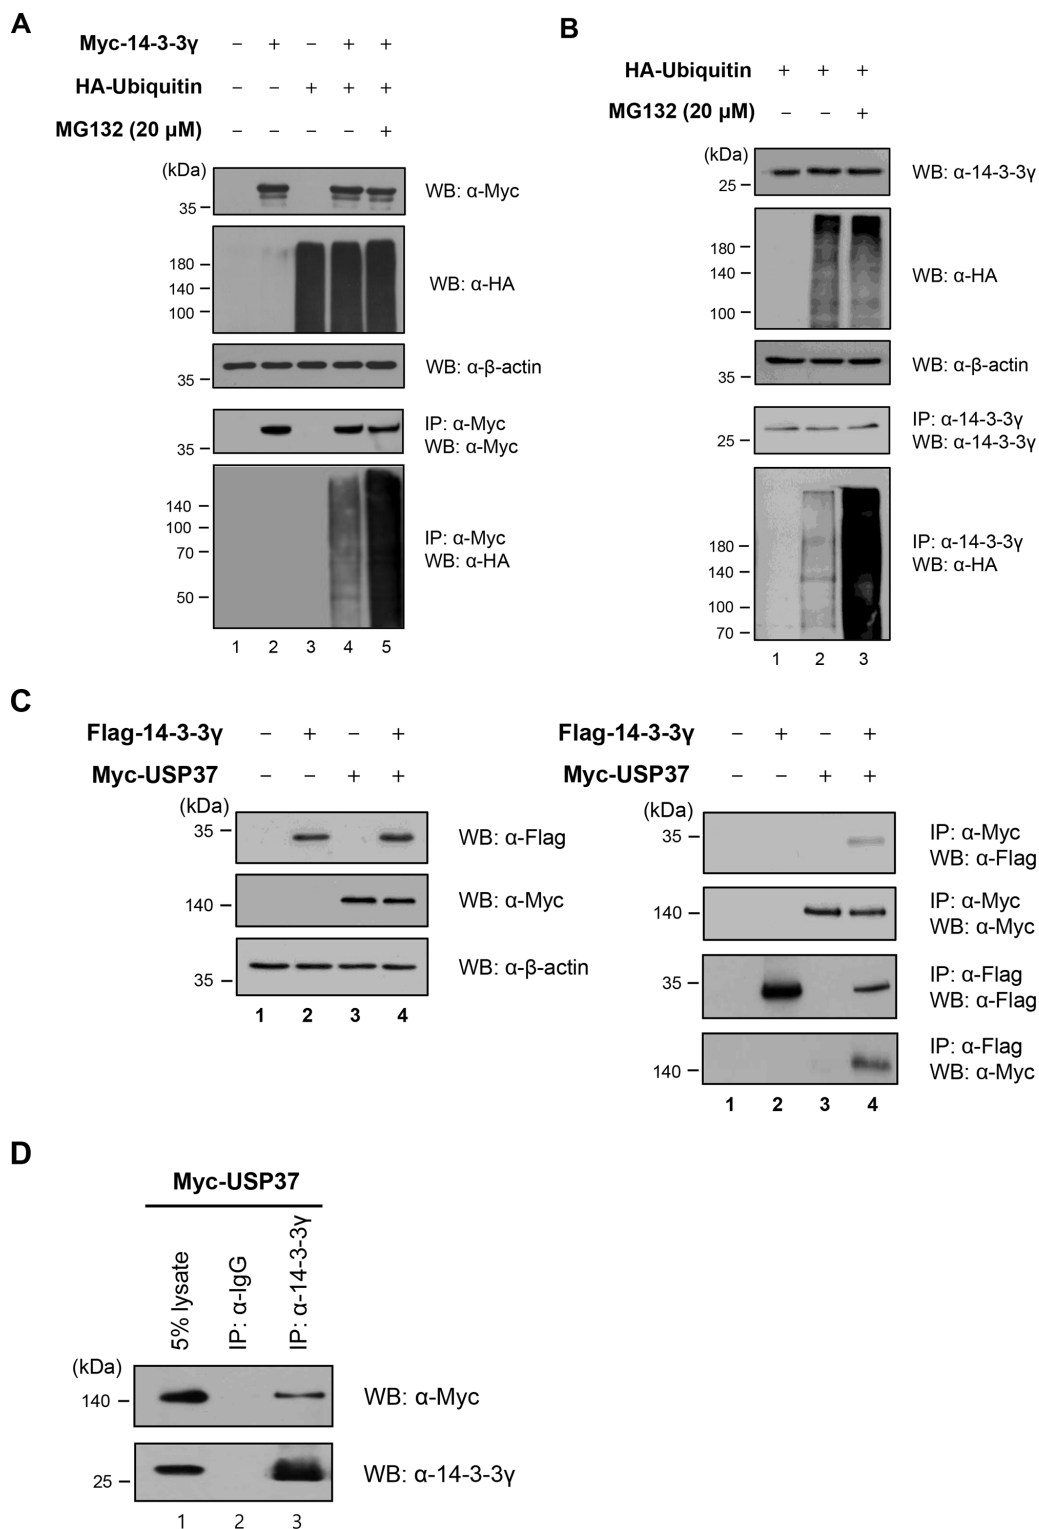 A
Myc-14-3-3γ − + − + +
HA-Ubiquitin − − + + +
MG132 (20 µM) − − − − +
(kDa)
35
WB: α-Myc
180
140
100
WB: α-HA
35
WB: α-β-actin
35
IP: α-Myc
WB: α-Myc
140
100
70
50
IP: α-Myc
WB: α-HA
1 2 3 4 5
B
HA-Ubiquitin + + +
MG132 (20 µM) − − +
(kDa)
25
WB: α-14-3-3γ
180
140
100
WB: α-HA
35
WB: α-β-actin
25
IP: α-14-3-3γ
WB: α-14-3-3γ
180
140
100
70
IP: α-14-3-3γ
WB: α-HA
1 2 3
C
Flag-14-3-3γ − + − +
Myc-USP37 − − + +
(kDa)
35
WB: α-Flag
140
WB: α-Myc
35
WB: α-β-actin
1 2 3 4
Flag-14-3-3γ − + − +
Myc-USP37 − − + +
(kDa)
35
IP: α-Myc
WB: α-Flag
140
IP: α-Myc
WB: α-Myc
35
IP: α-Flag
WB: α-Flag
140
IP: α-Flag
WB: α-Myc
1 2 3 4
D
Myc-USP37
5% lysate
IP: α-IgG
IP: α-14-3-3γ
(kDa)
140
WB: α-Myc
25
WB: α-14-3-3γ
1 2 3